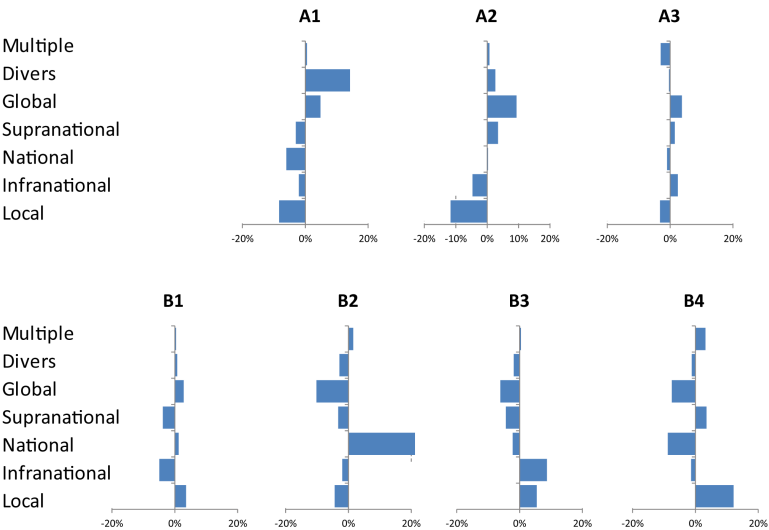 A1 A2 A3
Multiple
Divers
Global
Supranational
National
Infranational
Local
-20% 0% 20% -20% -10% 0% 10% 20% -20% 0% 20%
B1 B2 B3 B4
Multiple
Divers
Global
Supranational
National
Infranational
Local
-20% 0% 20% -20% 0% 20% -20% 0% 20% -20% 0% 20%